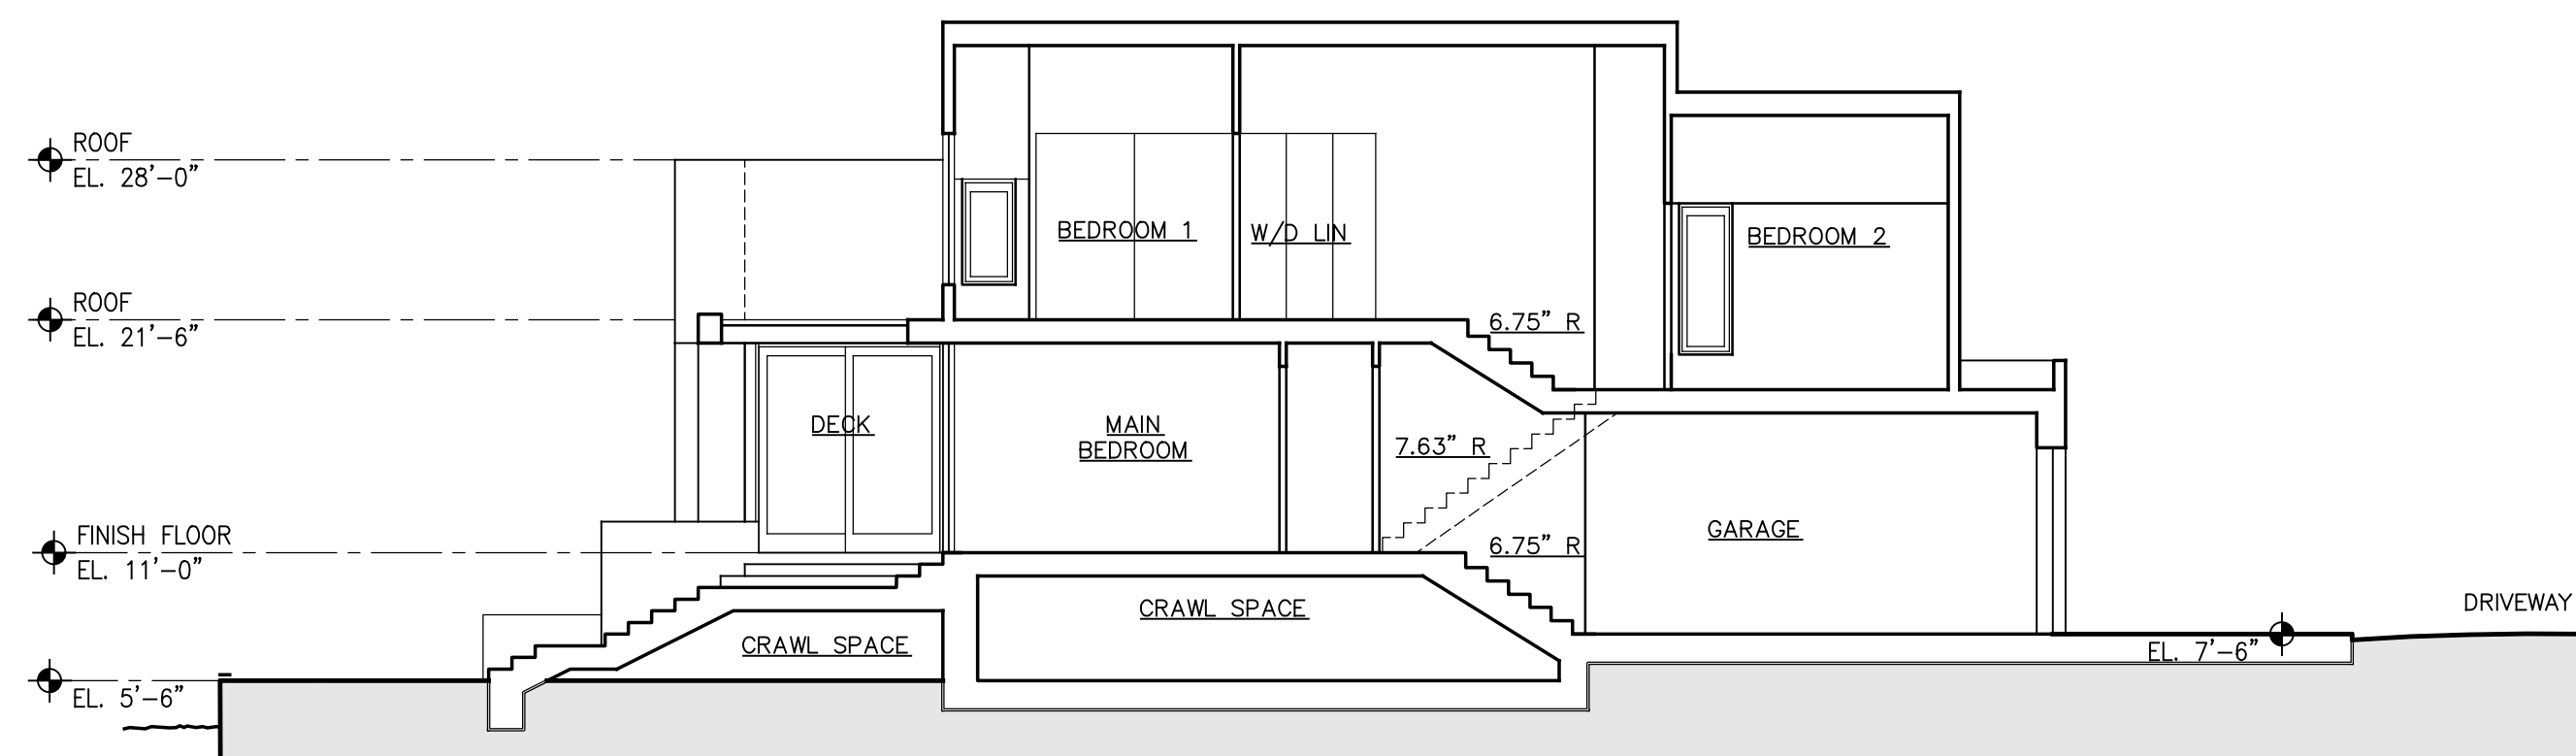 ROOF
EL. 28'-0"
BEDROOM 1
W/D LIN
BEDROOM 2
ROOF
EL. 21'-6"
6.75" R
DECK
MAIN
BEDROOM
7.63" R
FINISH FLOOR
EL. 11'-0"
6.75" R
GARAGE
CRAWL SPACE
CRAWL SPACE
DRIVEWAY
EL. 7'-6"
EL. 5'-6"